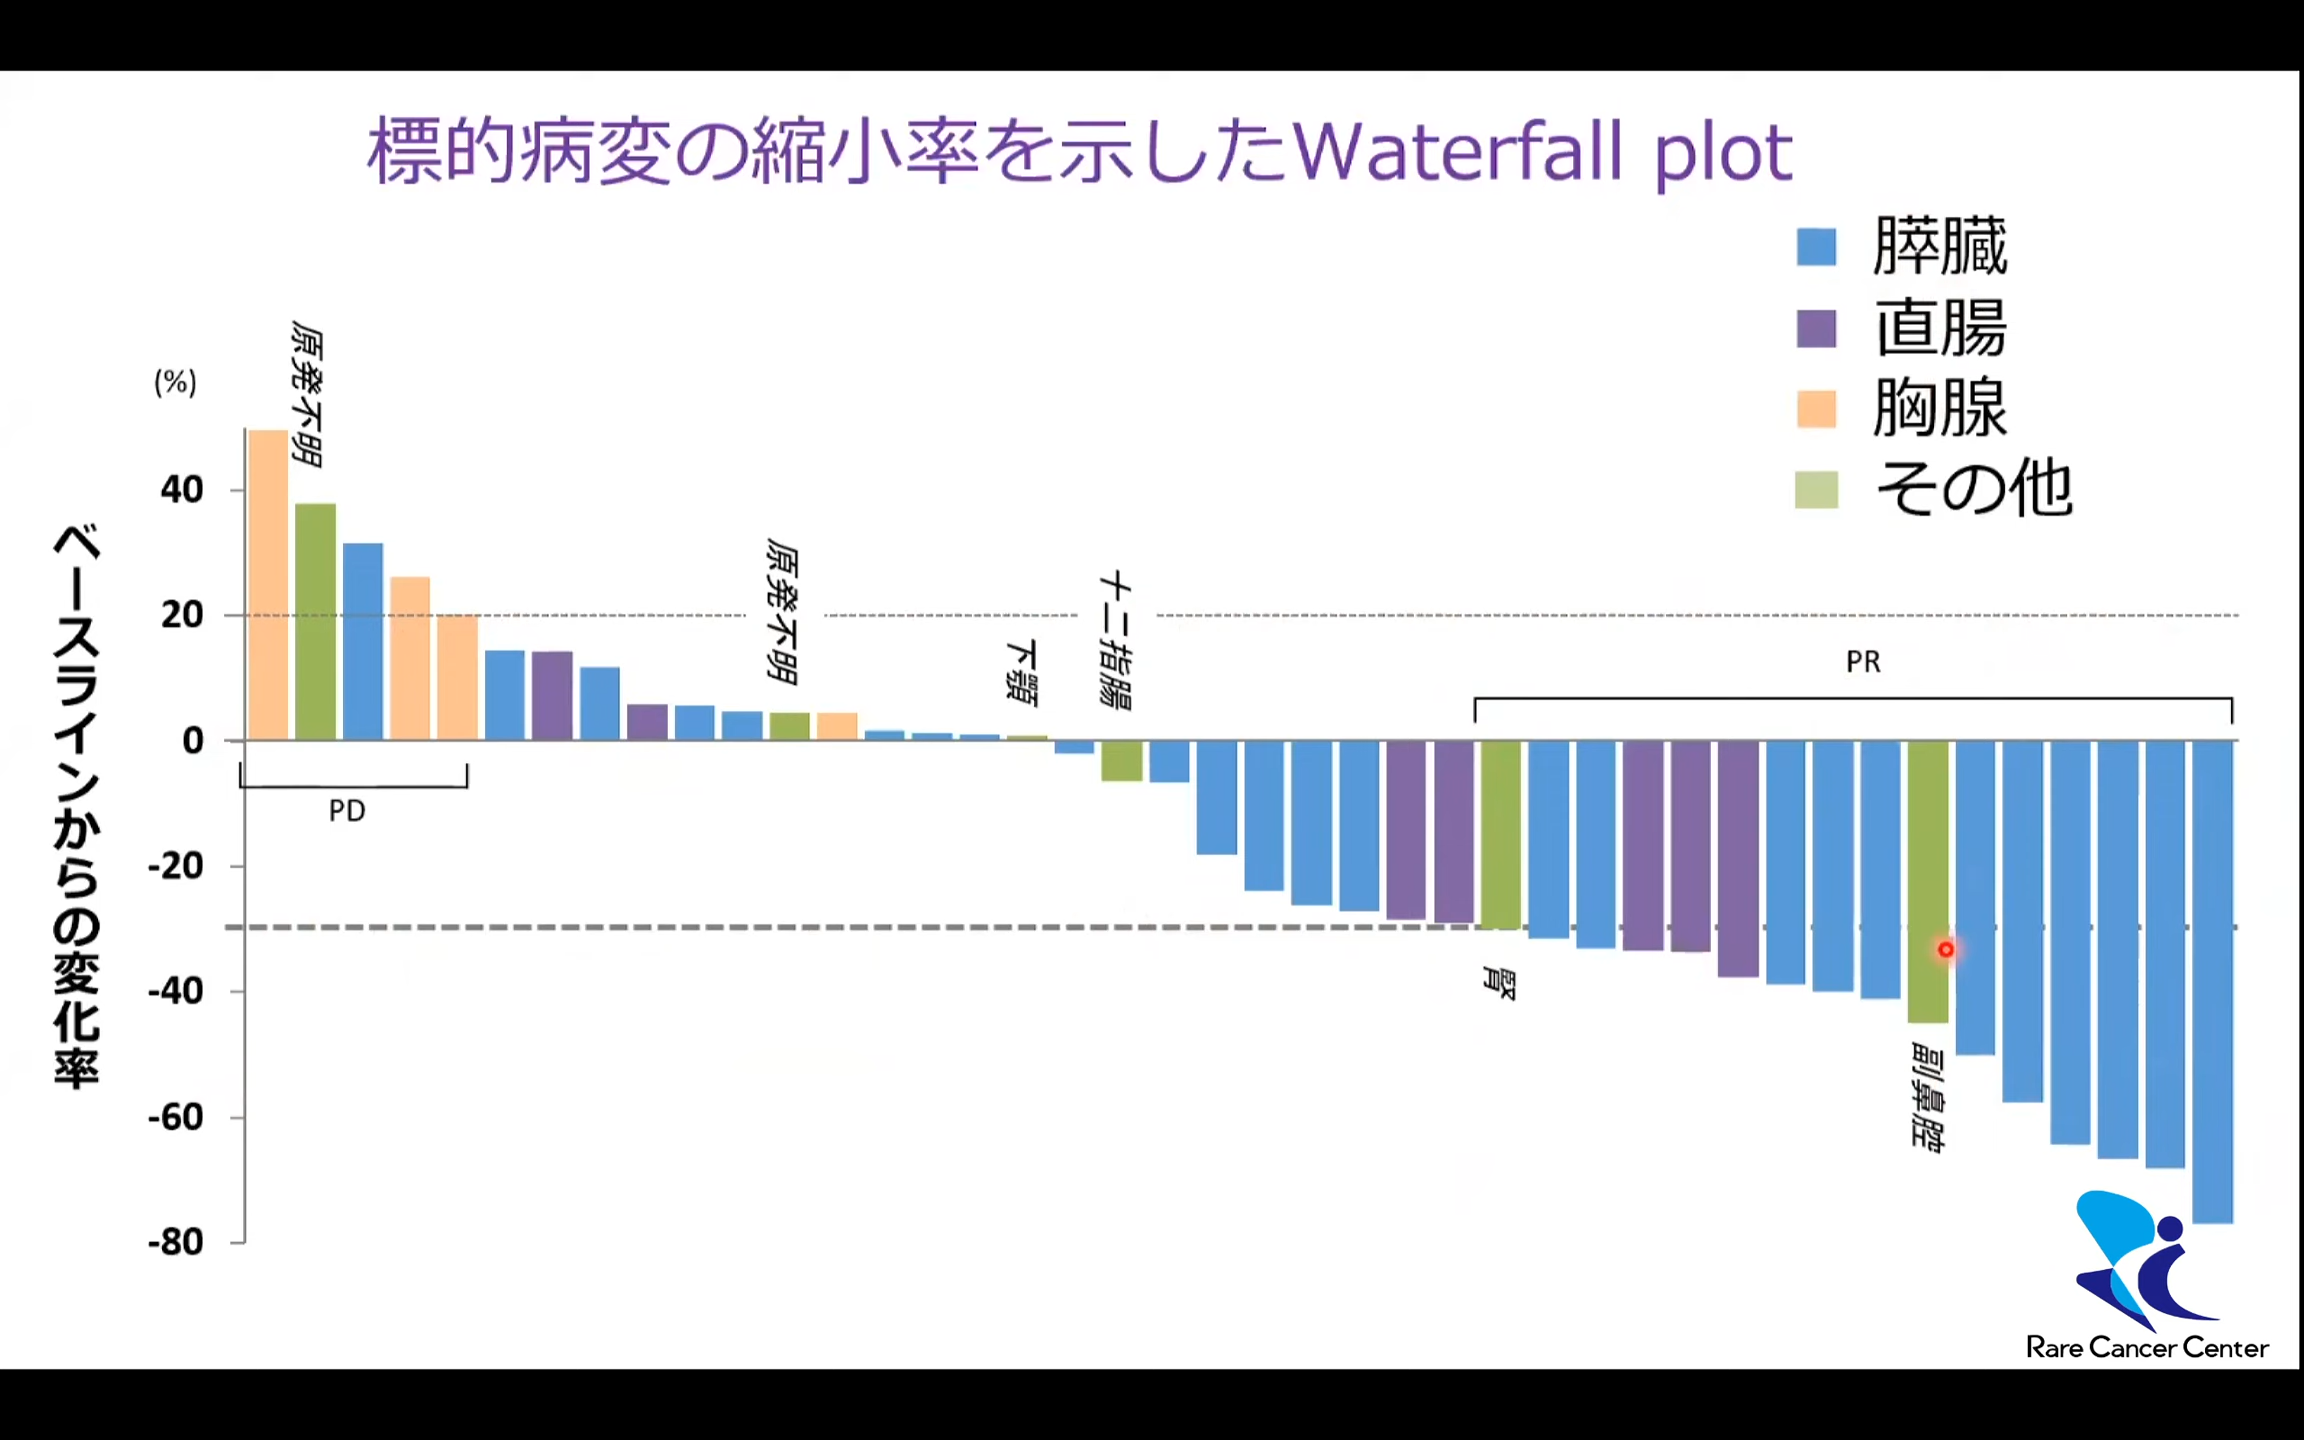 標的病変の縮小率を示したWaterfall plot
膵臓
直腸
胸腺
その他
(%)
ベースラインからの変化率
40
20
0
-20
-40
-60
-80
原発不明
原発不明
下顎
十二指腸
PR
PD
腎
副鼻腔
Rare Cancer Center